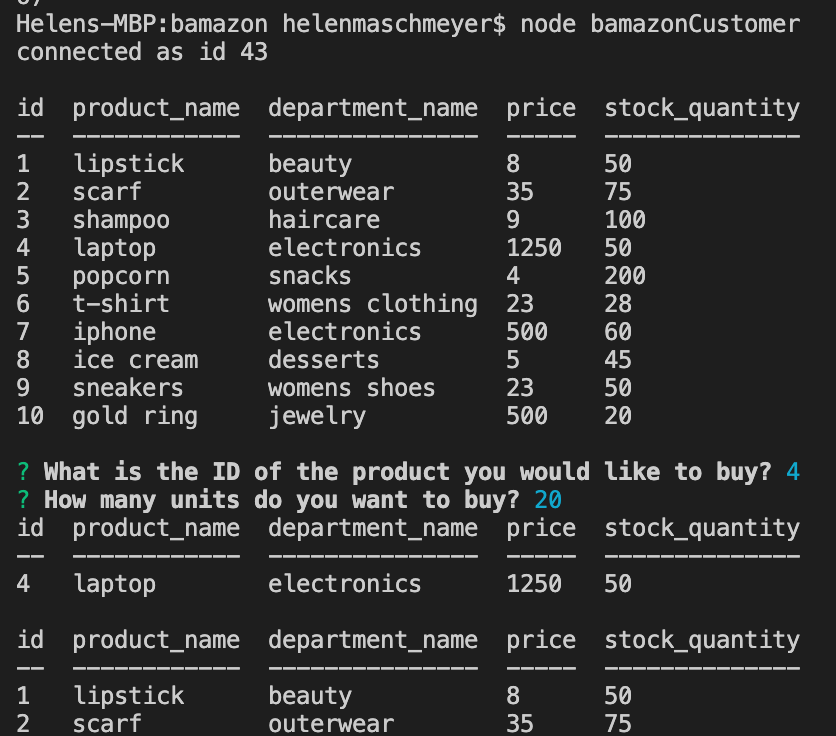 Helens-MBP:bamazon helenmaschmeyer$ node bamazonCustomer
connected as id 43
id  product_name  department_name  price  stock_quantity
--  ------------  ---------------  -----  --------------
1   lipstick      beauty           8      50
2   scarf         outerwear        35     75
3   shampoo       haircare         9      100
4   laptop        electronics      1250   50
5   popcorn       snacks           4      200
6   t-shirt       womens clothing  23     28
7   iphone        electronics      500    60
8   ice cream     desserts         5      45
9   sneakers      womens shoes     23     50
10  gold ring     jewelry          500    20
? What is the ID of the product you would like to buy? 4
? How many units do you want to buy? 20
id  product_name  department_name  price  stock_quantity
--  ------------  ---------------  -----  --------------
4   laptop        electronics      1250   50
id  product_name  department_name  price  stock_quantity
--  ------------  ---------------  -----  --------------
1   lipstick      beauty           8      50
2   scarf         outerwear        35     75